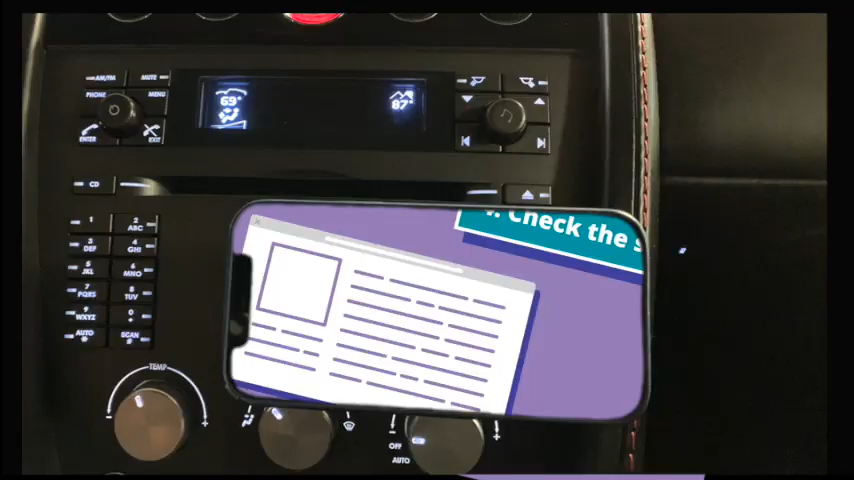 AM/FM
MUTE
PHONE
MENU
ENTER
EXIT
69°
87°
CD
1
2
ABC
3
DEF
4
GHI
5
JKL
6
MNO
7
PQRS
8
TUV
9
WXYZ
0
+
AUTO
SCAN
Check the s
TEMP
- +
OFF
AUTO
- +